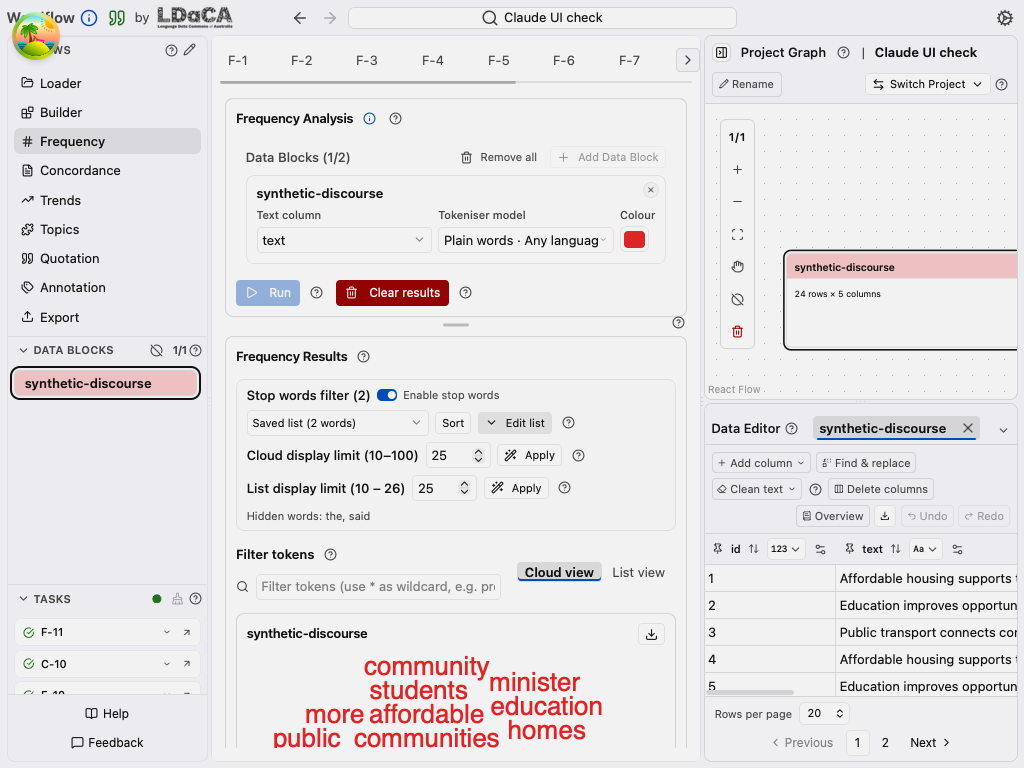 by LDaCA
Language Data Commons of Australia
Claude UI check
Loader
Builder
Frequency
Concordance
Trends
Topics
Quotation
Annotation
Export
DATA BLOCKS 1/1
synthetic-discourse
TASKS
F-11
C-10
Help
Feedback
F-1 F-2 F-3 F-4 F-5 F-6 F-7
Frequency Analysis
Data Blocks (1/2) Remove all Add Data Block
synthetic-discourse
Text column Tokeniser model Colour
text Plain words · Any languag
Run Clear results
Frequency Results
Stop words filter (2) Enable stop words
Saved list (2 words) Sort Edit list
Cloud display limit (10–100) 25 Apply
List display limit (10 – 26) 25 Apply
Hidden words: the, said
Filter tokens
Cloud view List view
Filter tokens (use * as wildcard, e.g. pr
synthetic-discourse
community
students minister
more affordable education
public communities homes
Project Graph | Claude UI check
Rename Switch Project
1/1
synthetic-discourse
24 rows × 5 columns
React Flow
Data Editor synthetic-discourse
Add column Find & replace
Clean text Delete columns
Overview Undo Redo
id 123 text Aa
1 Affordable housing supports t
2 Education improves opportun
3 Public transport connects co
4 Affordable housing supports t
5 Education improves opportun
Rows per page 20
Previous 1 2 Next